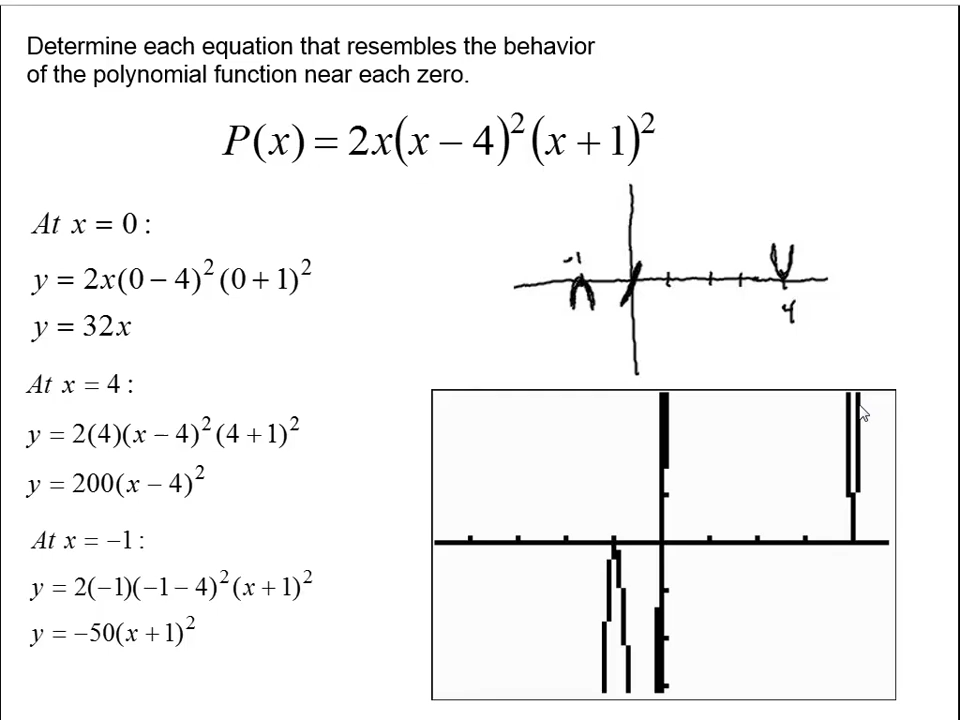 Determine each equation that resembles the behavior
of the polynomial function near each zero.
P(x) = 2x(x − 4)²(x + 1)²
At x = 0 :
y = 2x(0 − 4)²(0 + 1)²
y = 32x
At x = 4 :
y = 2(4)(x − 4)²(4 + 1)²
y = 200(x − 4)²
At x = −1 :
y = 2(−1)(−1 − 4)²(x + 1)²
y = −50(x + 1)²
-1
4